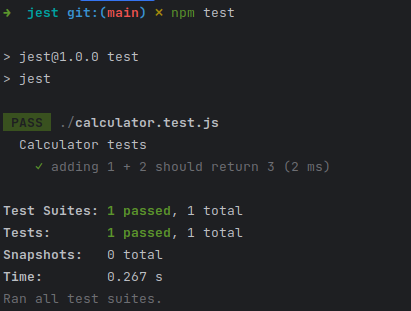 → jest git:(main) × npm test
> jest@1.0.0 test
> jest
PASS ./calculator.test.js
Calculator tests
✓ adding 1 + 2 should return 3 (2 ms)
Test Suites: 1 passed, 1 total
Tests: 1 passed, 1 total
Snapshots: 0 total
Time: 0.267 s
Ran all test suites.